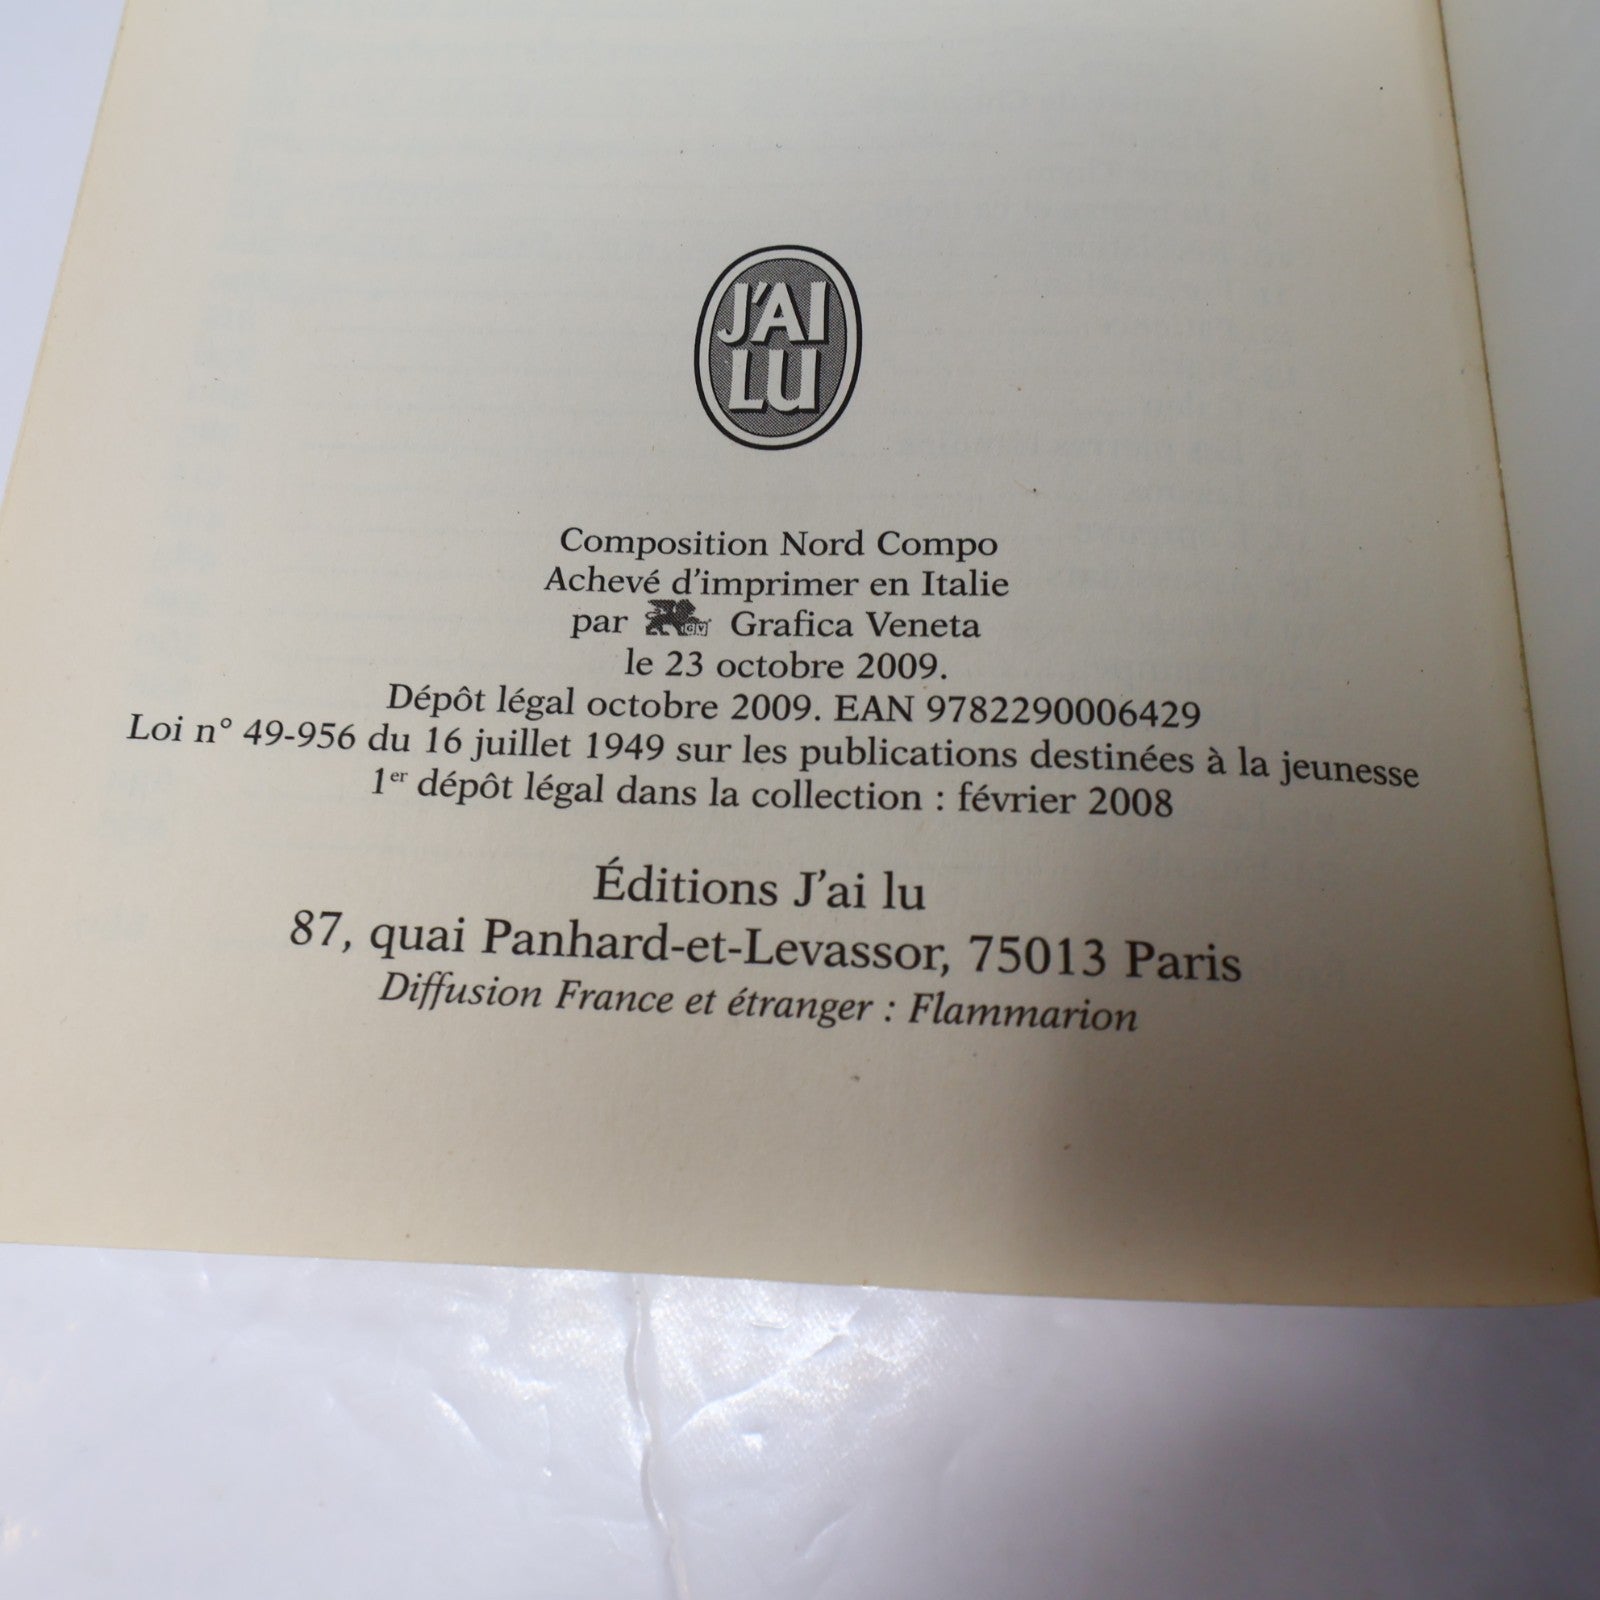 J'AI
LU
Composition Nord Compo
Achevé d'imprimer en Italie
par GV Grafica Veneta
le 23 octobre 2009.
Dépôt légal octobre 2009. EAN 9782290006429
Loi n° 49-956 du 16 juillet 1949 sur les publications destinées à la jeunesse
1er dépôt légal dans la collection : février 2008
Éditions J'ai lu
87, quai Panhard-et-Levassor, 75013 Paris
Diffusion France et étranger : Flammarion